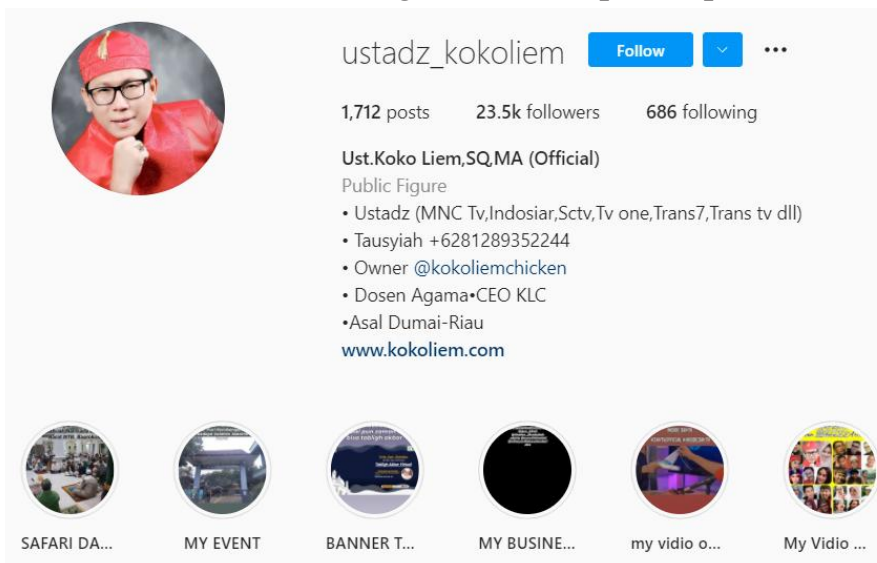 ustadz_kokoliem Follow
1,712 posts 23.5k followers 686 following
Ust.Koko Liem,SQ,MA (Official)
Public Figure
• Ustadz (MNC Tv,Indosiar,Sctv,Tv one,Trans7,Trans tv dll)
• Tausyiah +6281289352244
• Owner @kokoliemchicken
• Dosen Agama•CEO KLC
•Asal Dumai-Riau
www.kokoliem.com
SAFARI DA... MY EVENT BANNER T... MY BUSINE... my vidio o... My Vidio ...